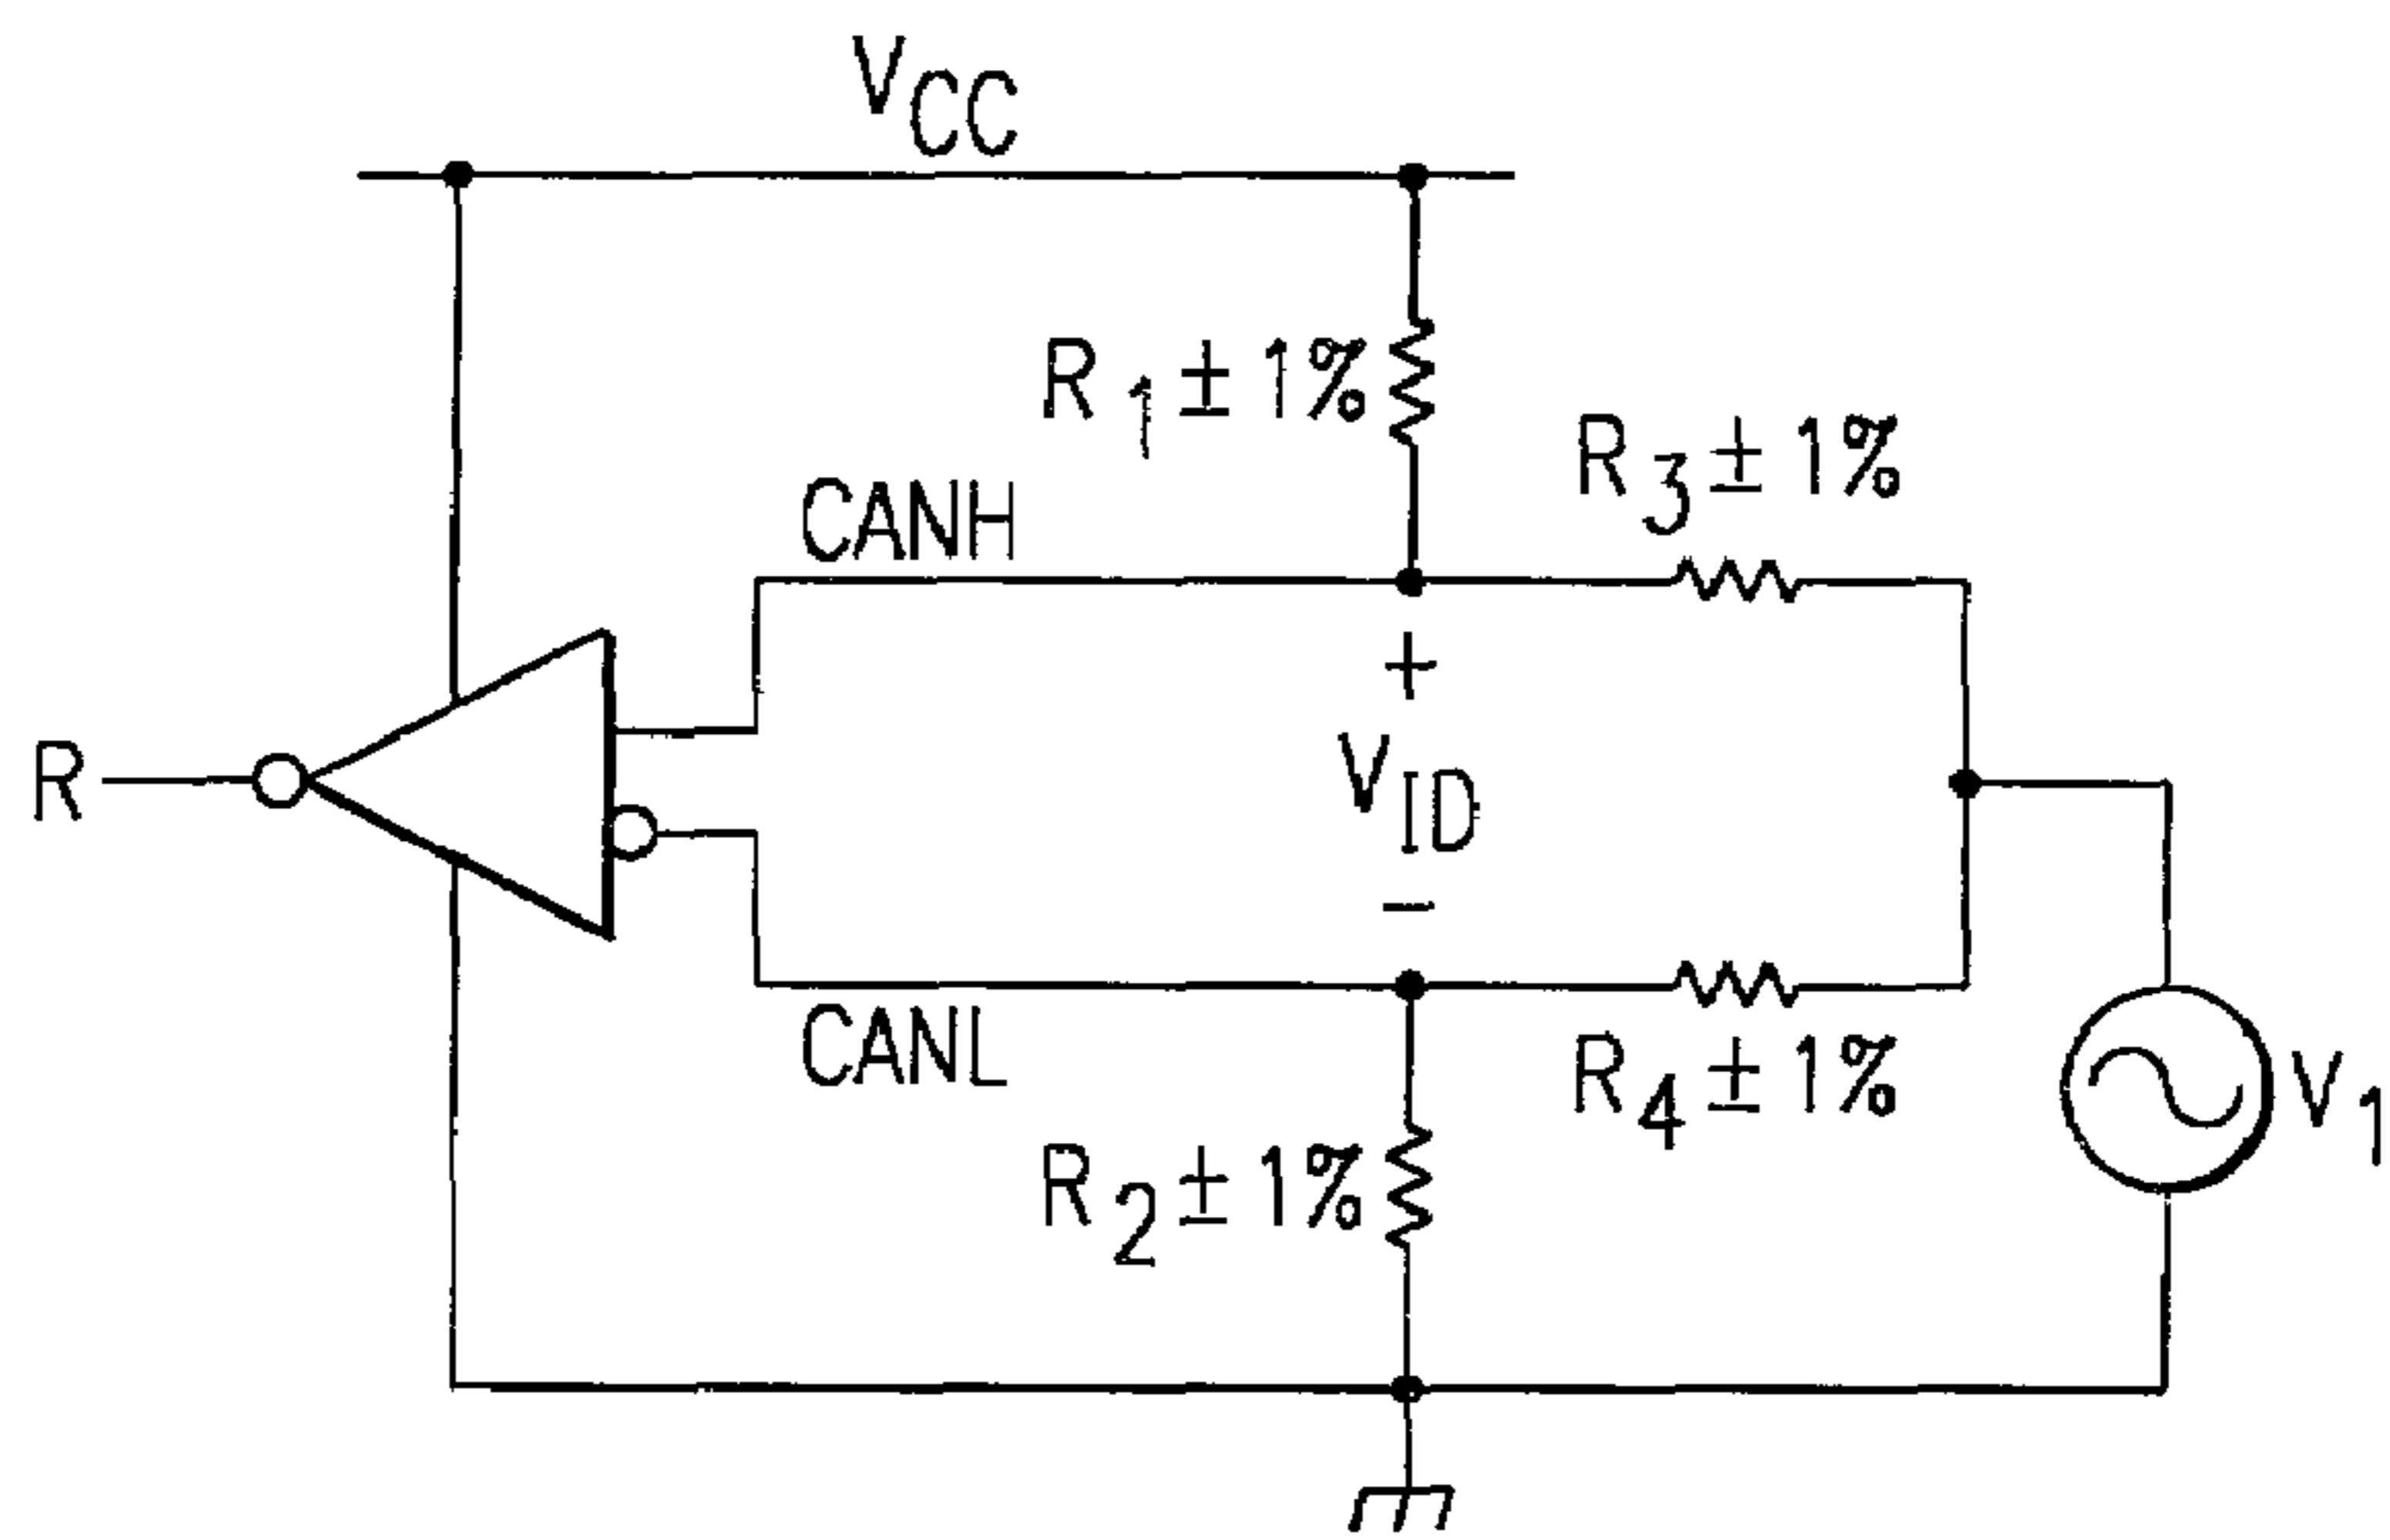 VCC
R1 ± 1%
R3 ± 1%
CANH
+
VID
−
R
CANL
R4 ± 1%
V1
R2 ± 1%